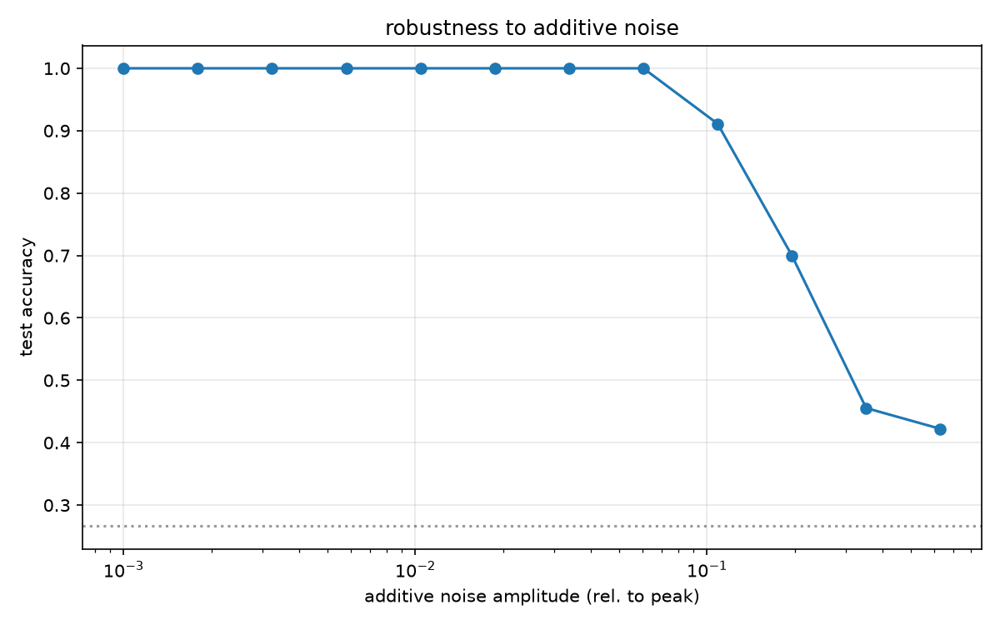 robustness to additive noise
test accuracy
1.0
0.9
0.8
0.7
0.6
0.5
0.4
0.3
10⁻³ 10⁻² 10⁻¹
additive noise amplitude (rel. to peak)